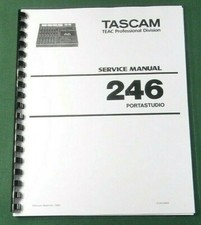 TASCAM
TEAC Professional Division
SERVICE MANUAL
246
PORTASTUDIO